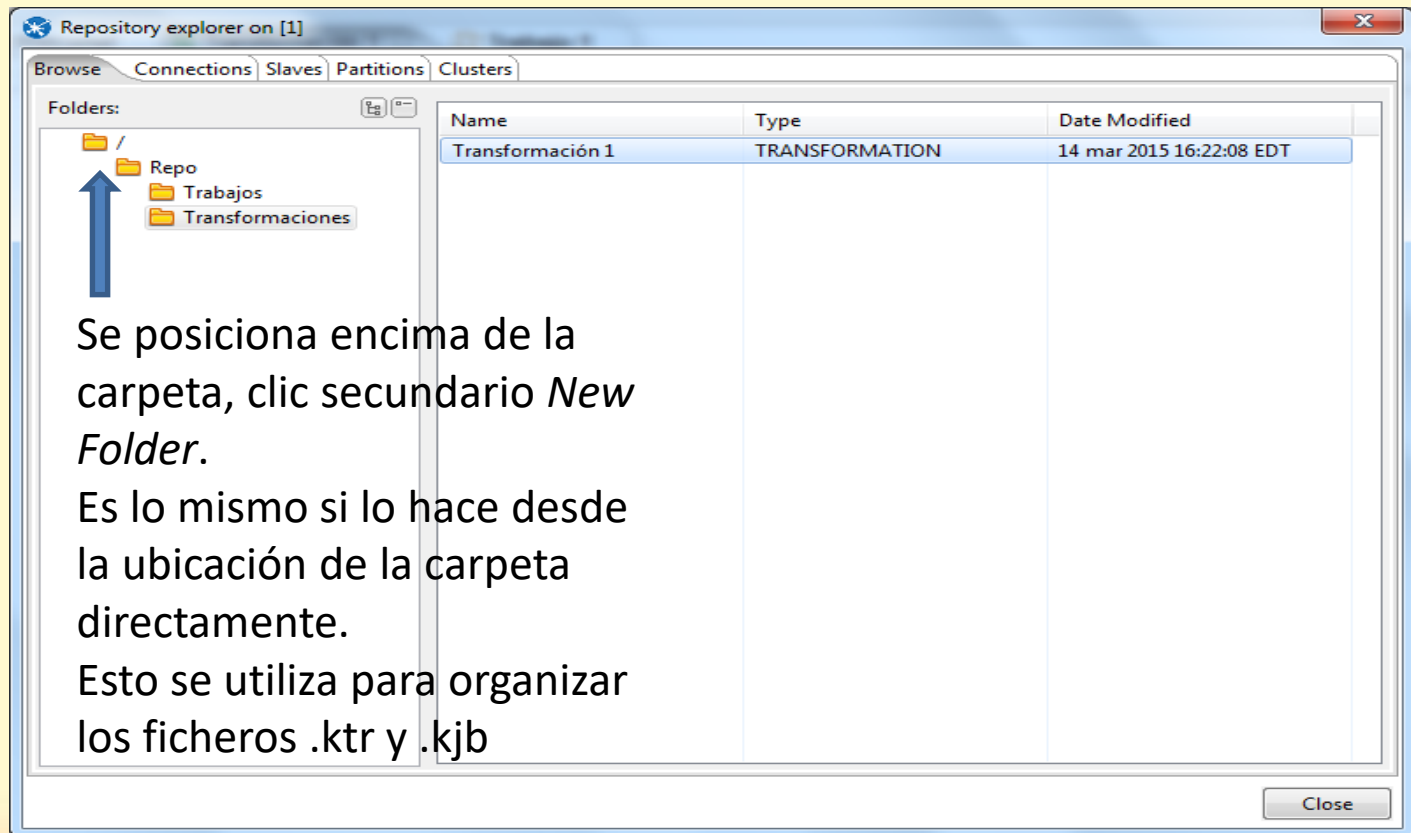 Repository explorer on [1]
Browse Connections Slaves Partitions Clusters
Folders:
/
Repo
Trabajos
Transformaciones
Name Type Date Modified
Transformación 1 TRANSFORMATION 14 mar 2015 16:22:08 EDT
Se posiciona encima de la
carpeta, clic secundario New
Folder.
Es lo mismo si lo hace desde
la ubicación de la carpeta
directamente.
Esto se utiliza para organizar
los ficheros .ktr y .kjb
Close